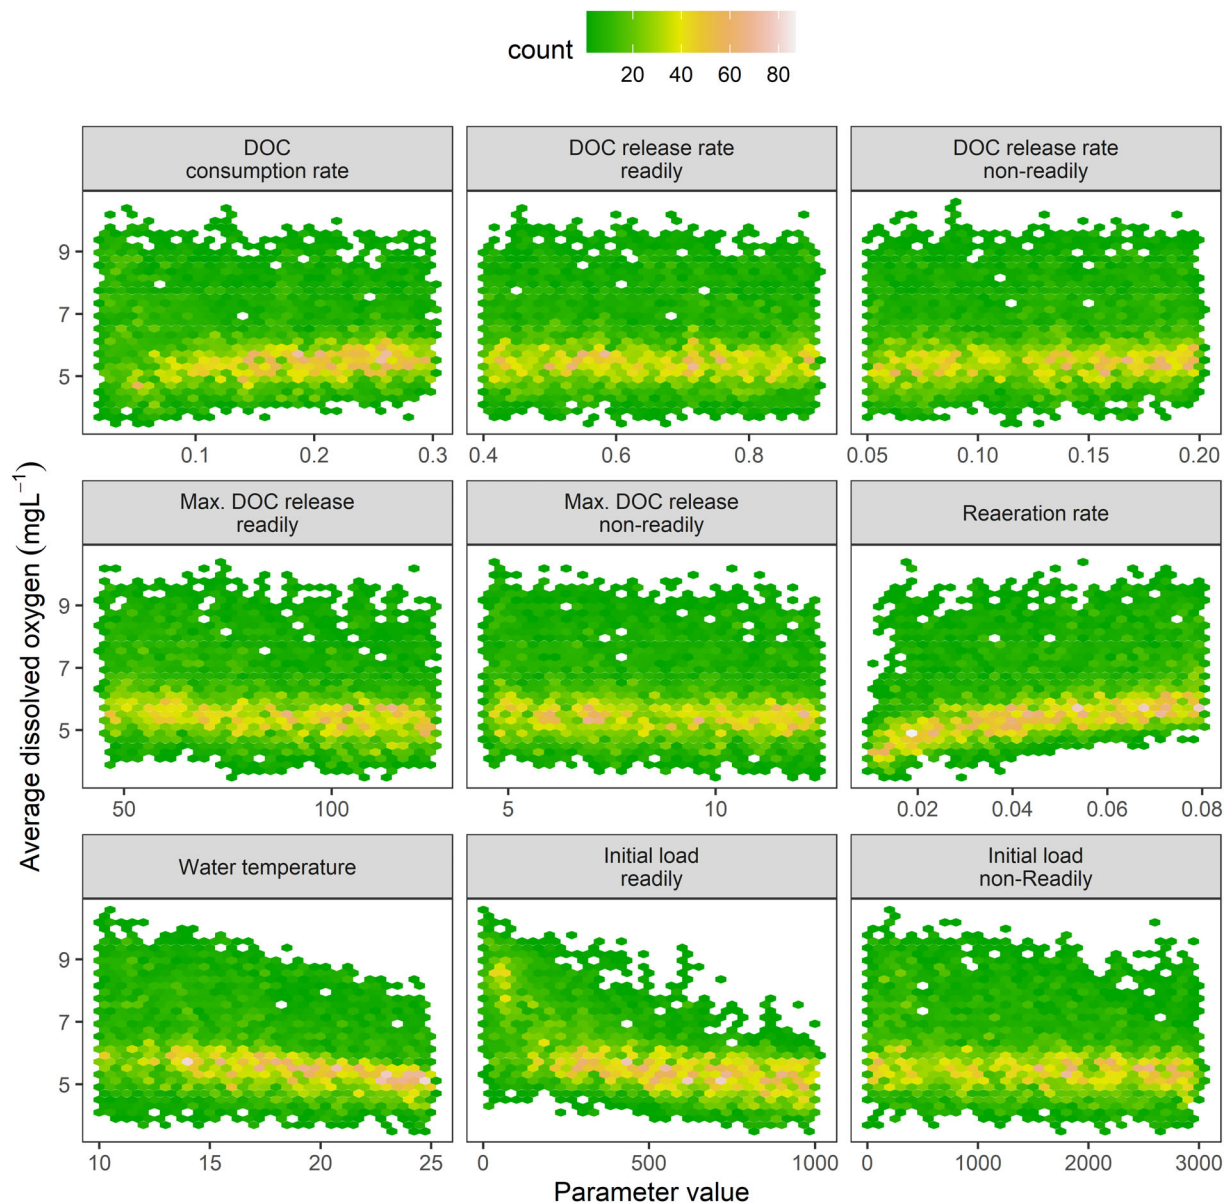 count
20 40 60 80
DOC
consumption rate
DOC release rate
readily
DOC release rate
non-readily
9
7
5
0.1 0.2 0.3
0.4 0.6 0.8
0.05 0.10 0.15 0.20
Max. DOC release
readily
Max. DOC release
non-readily
Reaeration rate
9
7
5
50 100
5 10
0.02 0.04 0.06 0.08
Water temperature
Initial load
readily
Initial load
non-Readily
9
7
5
10 15 20 25
0 500 1000
0 1000 2000 3000
Average dissolved oxygen (mgL⁻¹)
Parameter value